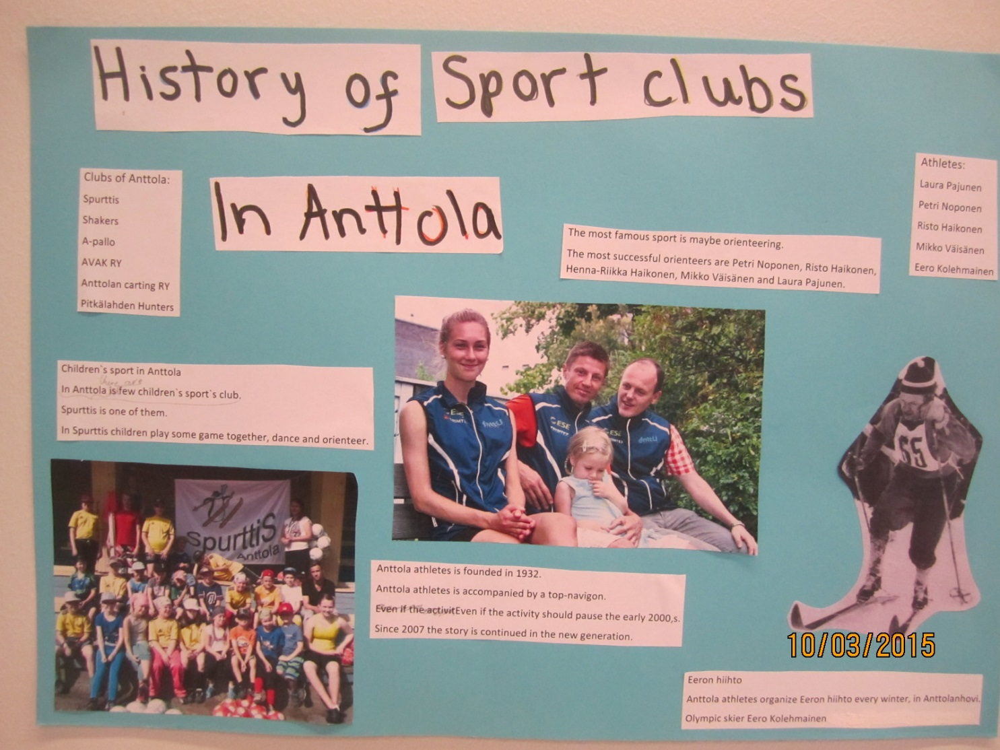 History of Sport clubs
In Anttola
Clubs of Anttola:
Spurttis
Shakers
A-pallo
AVAK RY
Anttolan carting RY
Pitkälahden Hunters
Athletes:
Laura Pajunen
Petri Noponen
Risto Haikonen
Mikko Väisänen
Eero Kolehmainen
The most famous sport is maybe orienteering.
The most successful orienteers are Petri Noponen, Risto Haikonen,
Henna-Riikka Haikonen, Mikko Väisänen and Laura Pajunen.
Children`s sport in Anttola
there are
In Anttola is few children`s sport`s club.
Spurttis is one of them.
In Spurttis children play some game together, dance and orienteer.
SpurttiS
Anttola
ESE
ESE
ESE
65
Anttola athletes is founded in 1932.
Anttola athletes is accompanied by a top-navigon.
Even if the activitEven if the activity should pause the early 2000,s.
Since 2007 the story is continued in the new generation.
10/03/2015
Eeron hiihto
Anttola athletes organize Eeron hiihto every winter, in Anttolanhovi.
Olympic skier Eero Kolehmainen